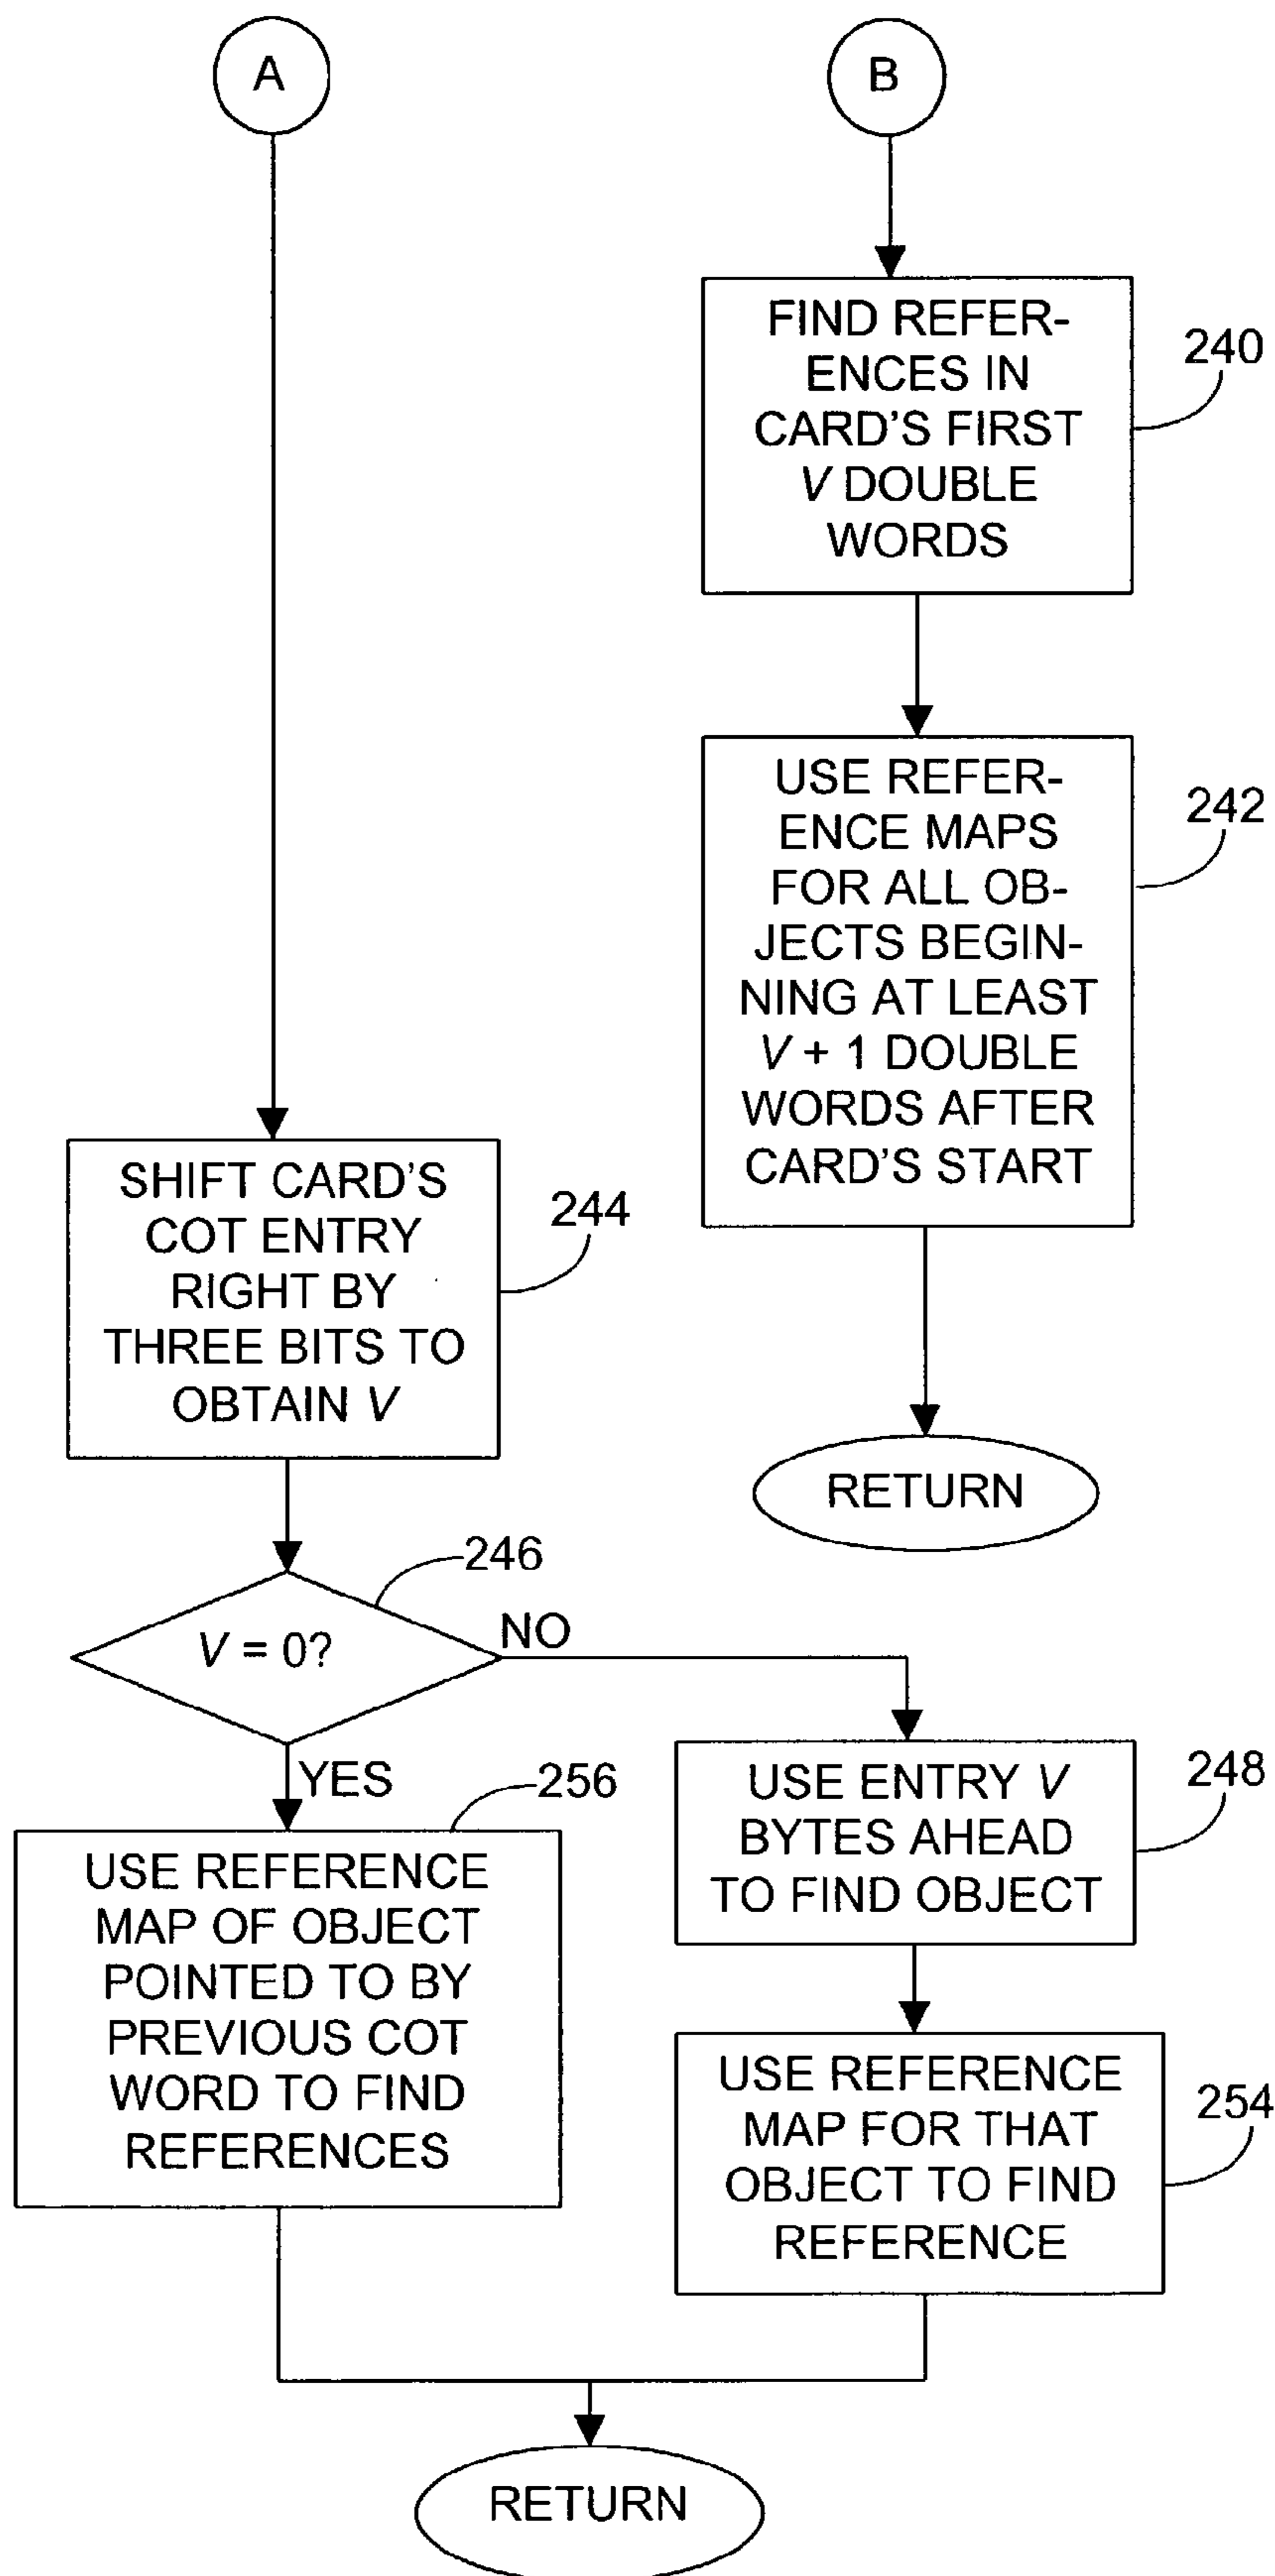 A
B
FIND REFER-
ENCES IN
CARD'S FIRST
V DOUBLE
WORDS
240
USE REFER-
ENCE MAPS
FOR ALL OB-
JECTS BEGIN-
NING AT LEAST
V + 1 DOUBLE
WORDS AFTER
CARD'S START
242
SHIFT CARD'S
COT ENTRY
RIGHT BY
THREE BITS TO
OBTAIN V
244
RETURN
246
V = 0?
NO
YES
256
USE REFERENCE
MAP OF OBJECT
POINTED TO BY
PREVIOUS COT
WORD TO FIND
REFERENCES
USE ENTRY V
BYTES AHEAD
TO FIND OBJECT
248
USE REFERENCE
MAP FOR THAT
OBJECT TO FIND
REFERENCE
254
RETURN